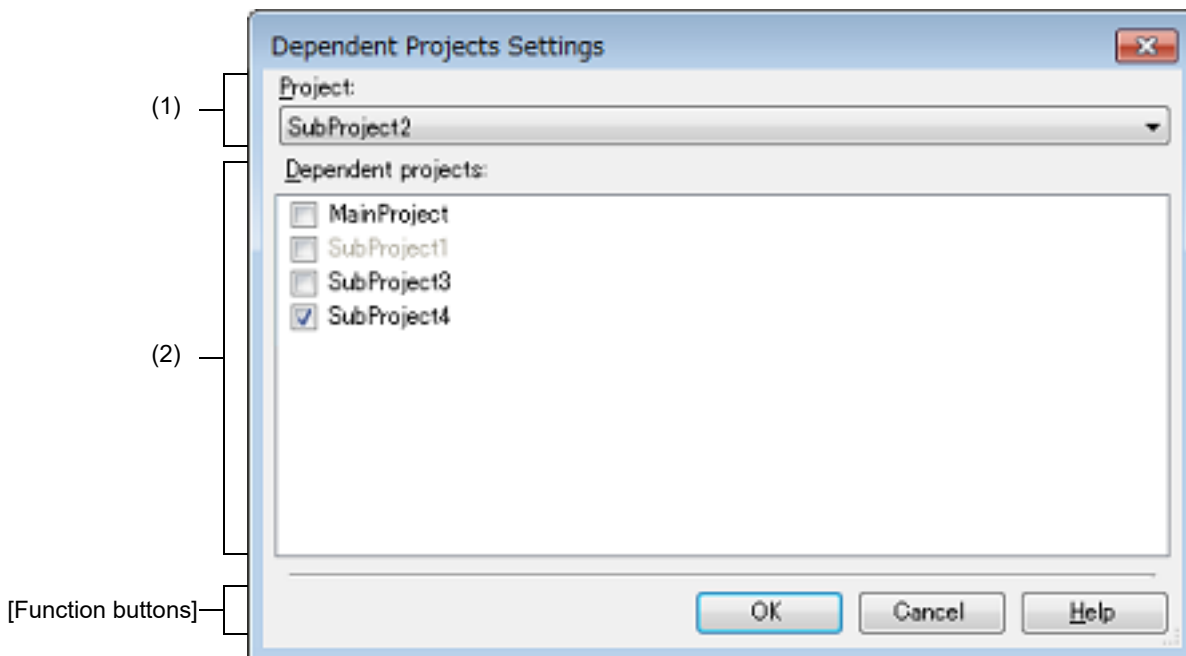 Dependent Projects Settings
(1)
Project:
SubProject2
(2)
Dependent projects:
MainProject
SubProject1
SubProject3
SubProject4
[Function buttons]
OK Cancel Help